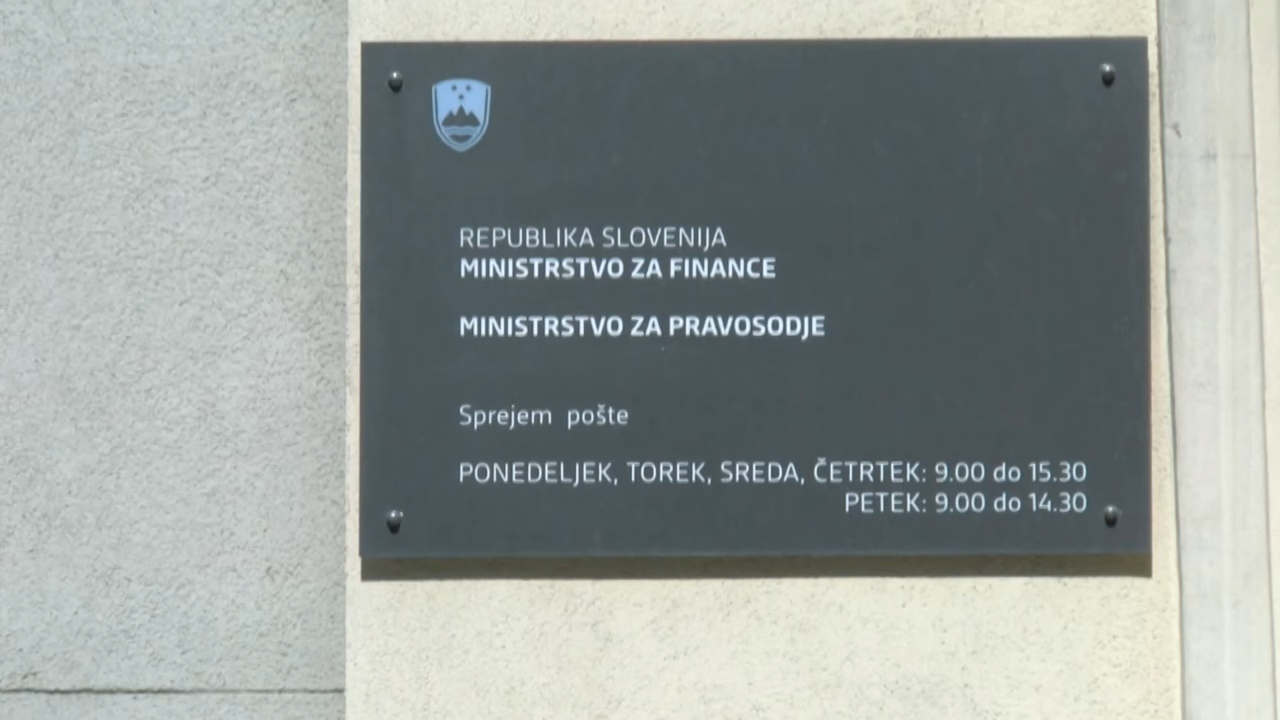 REPUBLIKA SLOVENIJA
MINISTRSTVO ZA FINANCE
MINISTRSTVO ZA PRAVOSODJE
Sprejem pošte
PONEDELJEK, TOREK, SREDA, ČETRTEK: 9.00 do 15.30
PETEK: 9.00 do 14.30